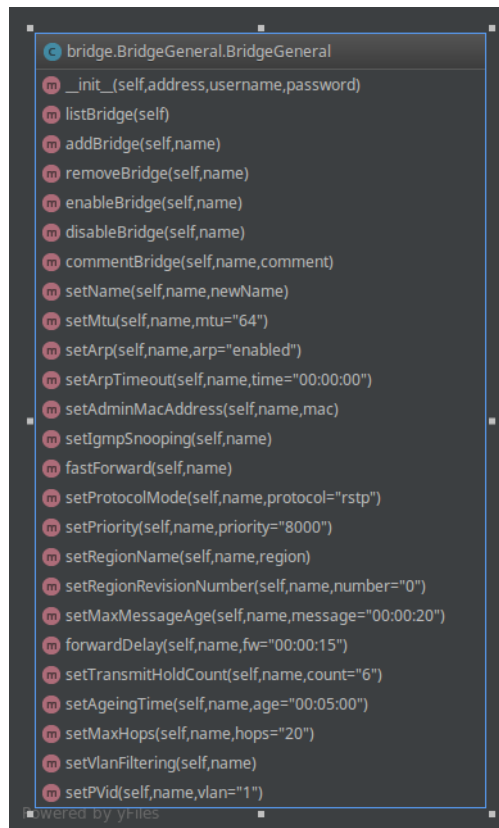 C bridge.BridgeGeneral.BridgeGeneral
m __init__(self,address,username,password)
m listBridge(self)
m addBridge(self,name)
m removeBridge(self,name)
m enableBridge(self,name)
m disableBridge(self,name)
m commentBridge(self,name,comment)
m setName(self,name,newName)
m setMtu(self,name,mtu="64")
m setArp(self,name,arp="enabled")
m setArpTimeout(self,name,time="00:00:00")
m setAdminMacAddress(self,name,mac)
m setIgmpSnooping(self,name)
m fastForward(self,name)
m setProtocolMode(self,name,protocol="rstp")
m setPriority(self,name,priority="8000")
m setRegionName(self,name,region)
m setRegionRevisionNumber(self,name,number="0")
m setMaxMessageAge(self,name,message="00:00:20")
m forwardDelay(self,name,fw="00:00:15")
m setTransmitHoldCount(self,name,count="6")
m setAgeingTime(self,name,age="00:05:00")
m setMaxHops(self,name,hops="20")
m setVlanFiltering(self,name)
m setPVid(self,name,vlan="1")
Powered by yFiles